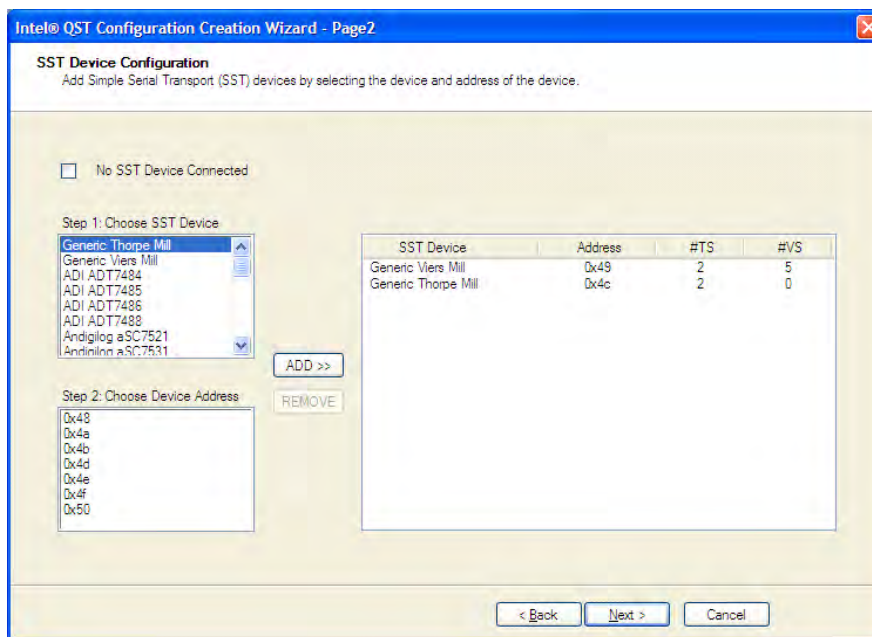 Intel® QST Configuration Creation Wizard - Page2
SST Device Configuration
Add Simple Serial Transport (SST) devices by selecting the device and address of the device.
No SST Device Connected
Step 1: Choose SST Device
Generic Thorpe Mill
Generic Viers Mill
ADI ADT7484
ADI ADT7485
ADI ADT7486
ADI ADT7488
Andigilog aSC7521
Andigilog aSC7531
ADD >>
REMOVE
Step 2: Choose Device Address
0x48
0x4a
0x4b
0x4d
0x4e
0x4f
0x50
SST Device Address #TS #VS
Generic Viers Mill 0x49 2 5
Generic Thorpe Mill 0x4c 2 0
< Back Next > Cancel